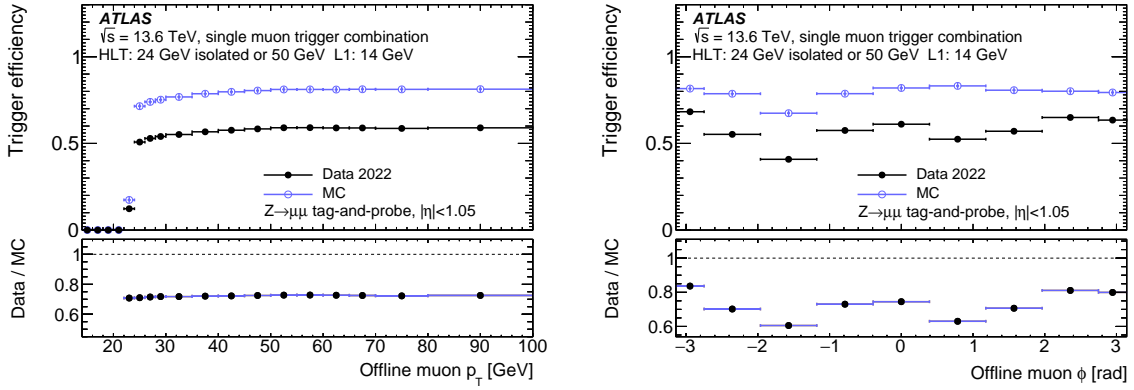 ATLAS
√s = 13.6 TeV, single muon trigger combination
HLT: 24 GeV isolated or 50 GeV L1: 14 GeV
Trigger efficiency
1
0.5
0
Data 2022
MC
Z→μμ tag-and-probe, |η|<1.05
Data / MC
1
0.8
0.6
20 30 40 50 60 70 80 90 100
Offline muon p_T [GeV]
ATLAS
√s = 13.6 TeV, single muon trigger combination
HLT: 24 GeV isolated or 50 GeV L1: 14 GeV
Trigger efficiency
1
0.5
0
Data 2022
MC
Z→μμ tag-and-probe, |η|<1.05
Data / MC
1
0.8
0.6
−3 −2 −1 0 1 2 3
Offline muon ϕ [rad]